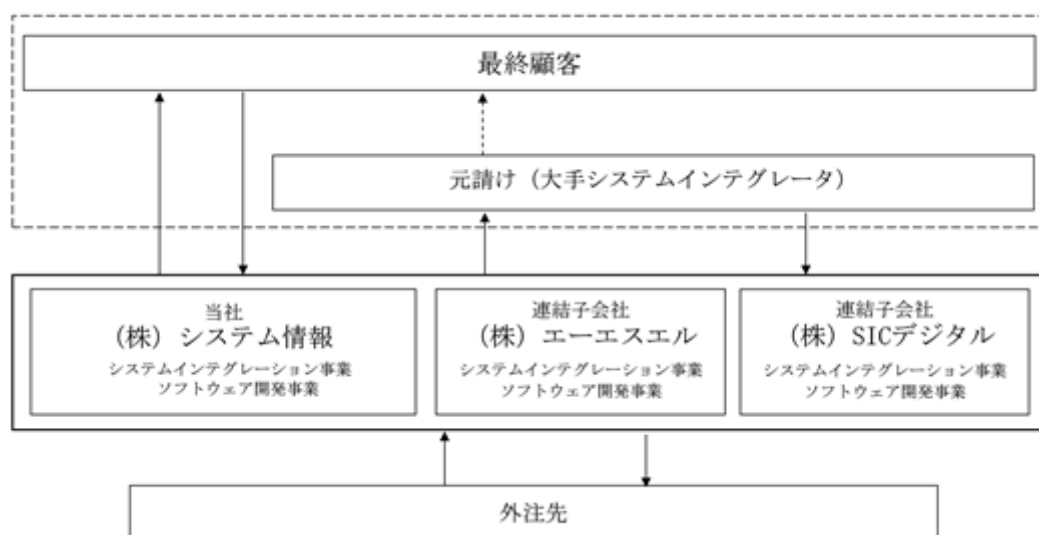 最終顧客
元請け（大手システムインテグレータ）
当社
（株）システム情報
システムインテグレーション事業
ソフトウェア開発事業
連結子会社
（株）エーエスエル
システムインテグレーション事業
ソフトウェア開発事業
連結子会社
（株）SICデジタル
システムインテグレーション事業
ソフトウェア開発事業
外注先